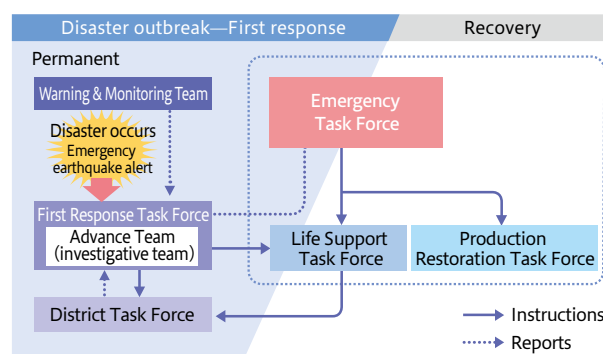 Disaster outbreak—First response
Recovery
Permanent
Warning & Monitoring Team
Disaster occurs
Emergency
earthquake alert
Emergency
Task Force
First Response Task Force
Advance Team
(investigative team)
Life Support
Task Force
Production
Restoration Task Force
District Task Force
Instructions
Reports